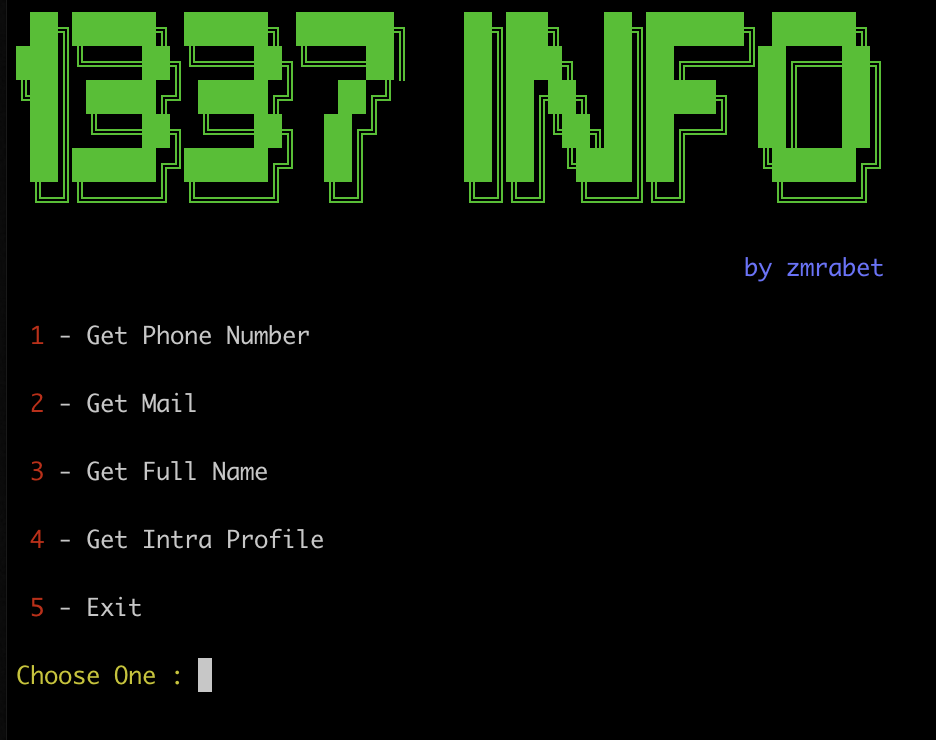 1337 INFO
by zmrabet
1 - Get Phone Number
2 - Get Mail
3 - Get Full Name
4 - Get Intra Profile
5 - Exit
Choose One :